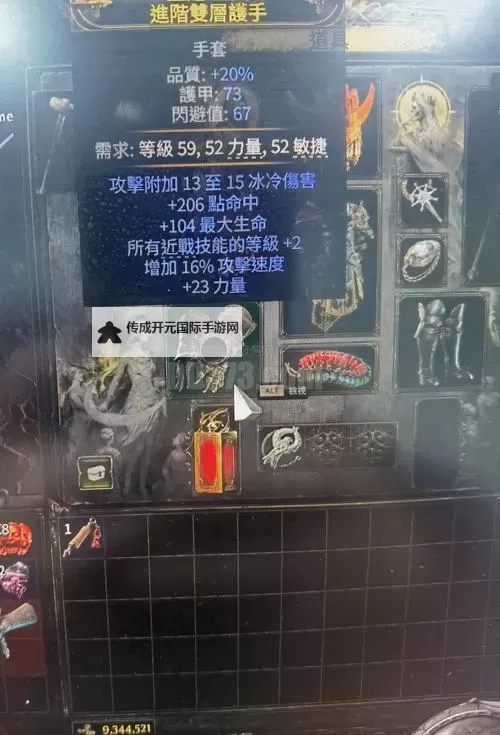 進階雙層護手
手套
品質: +20%
護甲: 73
閃避值: 67
需求: 等級 59, 52 力量, 52 敏捷
攻擊附加 13 至 15 冰冷傷害
+206 點命中
+104 最大生命
所有近戰技能的等級 +2
增加 16% 攻擊速度
+23 力量
传成开元国际手游网
ALT 檢視
1
9,344,521